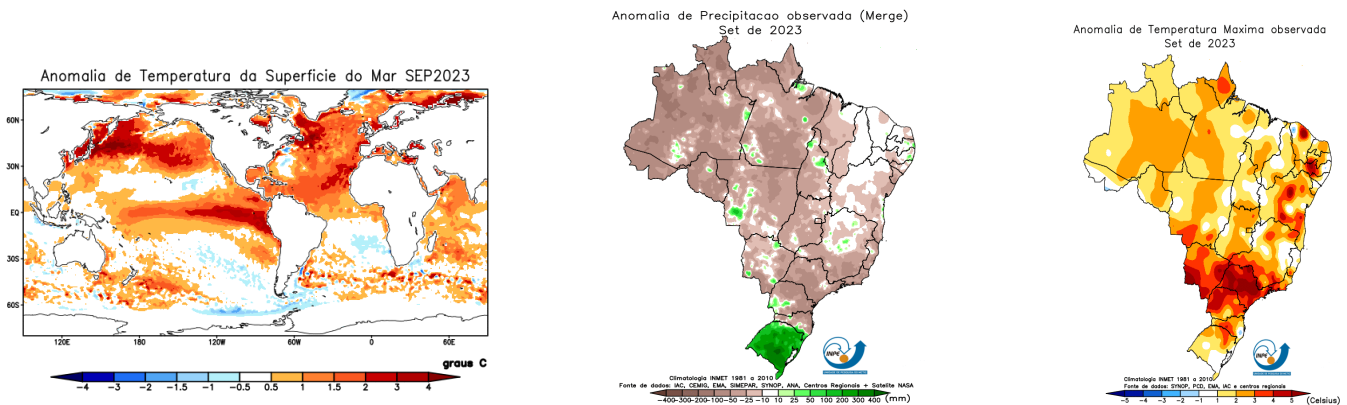 Anomalia de Temperatura da Superficie do Mar SEP2023
60N
30N
EQ
30S
60S
120E 180 120W 60W 0 60E
graus C
-4 -3 -2 -1.5 -1 -0.5 0.5 1 1.5 2 3 4
Anomalia de Precipitacao observada (Merge)
Set de 2023
INPE
Climatologia INMET 1981 a 2010
Fonte de dados: IAC, CEMIG, EMA, SIMEPAR, SYNOP, ANA, Centros Regionais + Satelite NASA
-400-300-200-100 -50 -25 -10 10 25 50 100 200 300 400 (mm)
Anomalia de Temperatura Maxima observada
Set de 2023
INPE
Climatologia INMET 1981 a 2010
Fonte de dados: SYNOP, PCD, EMA, IAC e centros regionais
-5 -4 -3 -2 -1 1 2 3 4 5 (Celsius)